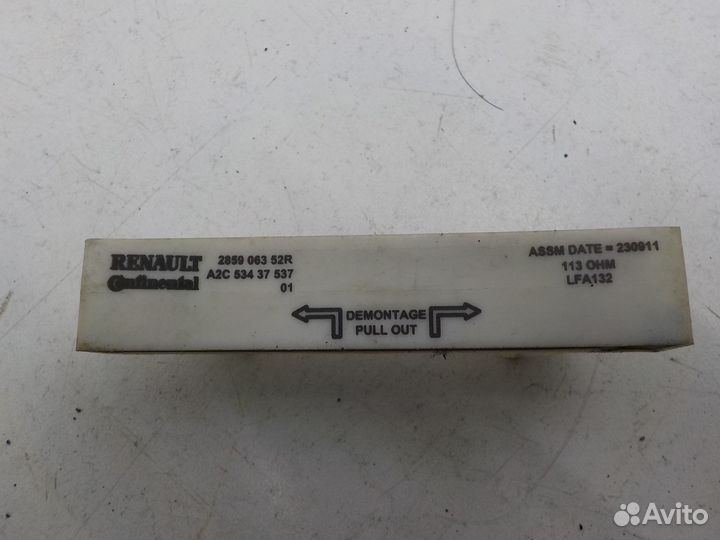 RENAULT
Continental
2859 063 52R
A2C 534 37 537
01
DEMONTAGE
PULL OUT
ASSM DATE = 230911
113 OHM
LFA132
Avito